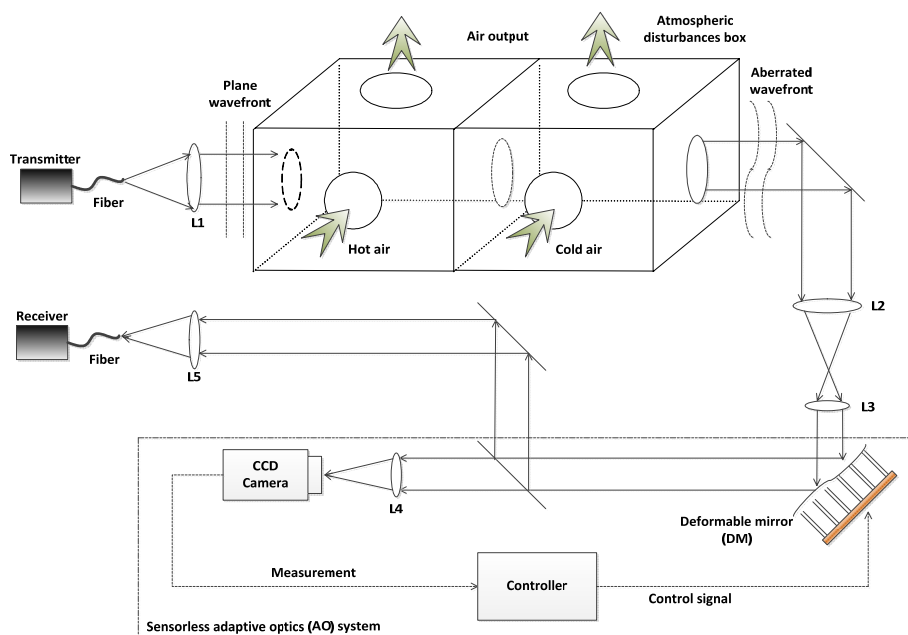 Air output
Atmospheric
disturbances box
Plane
wavefront
Aberrated
wavefront
Transmitter
Fiber
L1
Hot air
Cold air
Receiver
Fiber
L5
L2
L3
CCD
Camera
L4
Deformable mirror
(DM)
Measurement
Controller
Control signal
Sensorless adaptive optics (AO) system